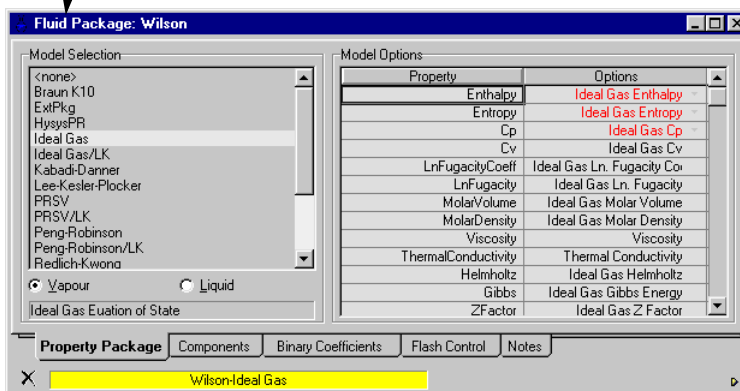 Fluid Package: Wilson
Model Selection
<none>
Braun K10
ExtPkg
HysysPR
Ideal Gas
Ideal Gas/LK
Kabadi-Danner
Lee-Kesler-Plocker
PRSV
PRSV/LK
Peng-Robinson
Peng-Robinson/LK
Redlich-Kwong
Vapour Liquid
Ideal Gas Euation of State
Model Options
Property Options
Enthalpy Ideal Gas Enthalpy
Entropy Ideal Gas Entropy
Cp Ideal Gas Cp
Cv Ideal Gas Cv
LnFugacityCoeff Ideal Gas Ln. Fugacity Co
LnFugacity Ideal Gas Ln. Fugacity
MolarVolume Ideal Gas Molar Volume
MolarDensity Ideal Gas Molar Density
Viscosity Viscosity
ThermalConductivity Thermal Conductivity
Helmholtz Ideal Gas Helmholtz
Gibbs Ideal Gas Gibbs Energy
ZFactor Ideal Gas Z Factor
Property Package Components Binary Coefficients Flash Control Notes
Wilson-Ideal Gas